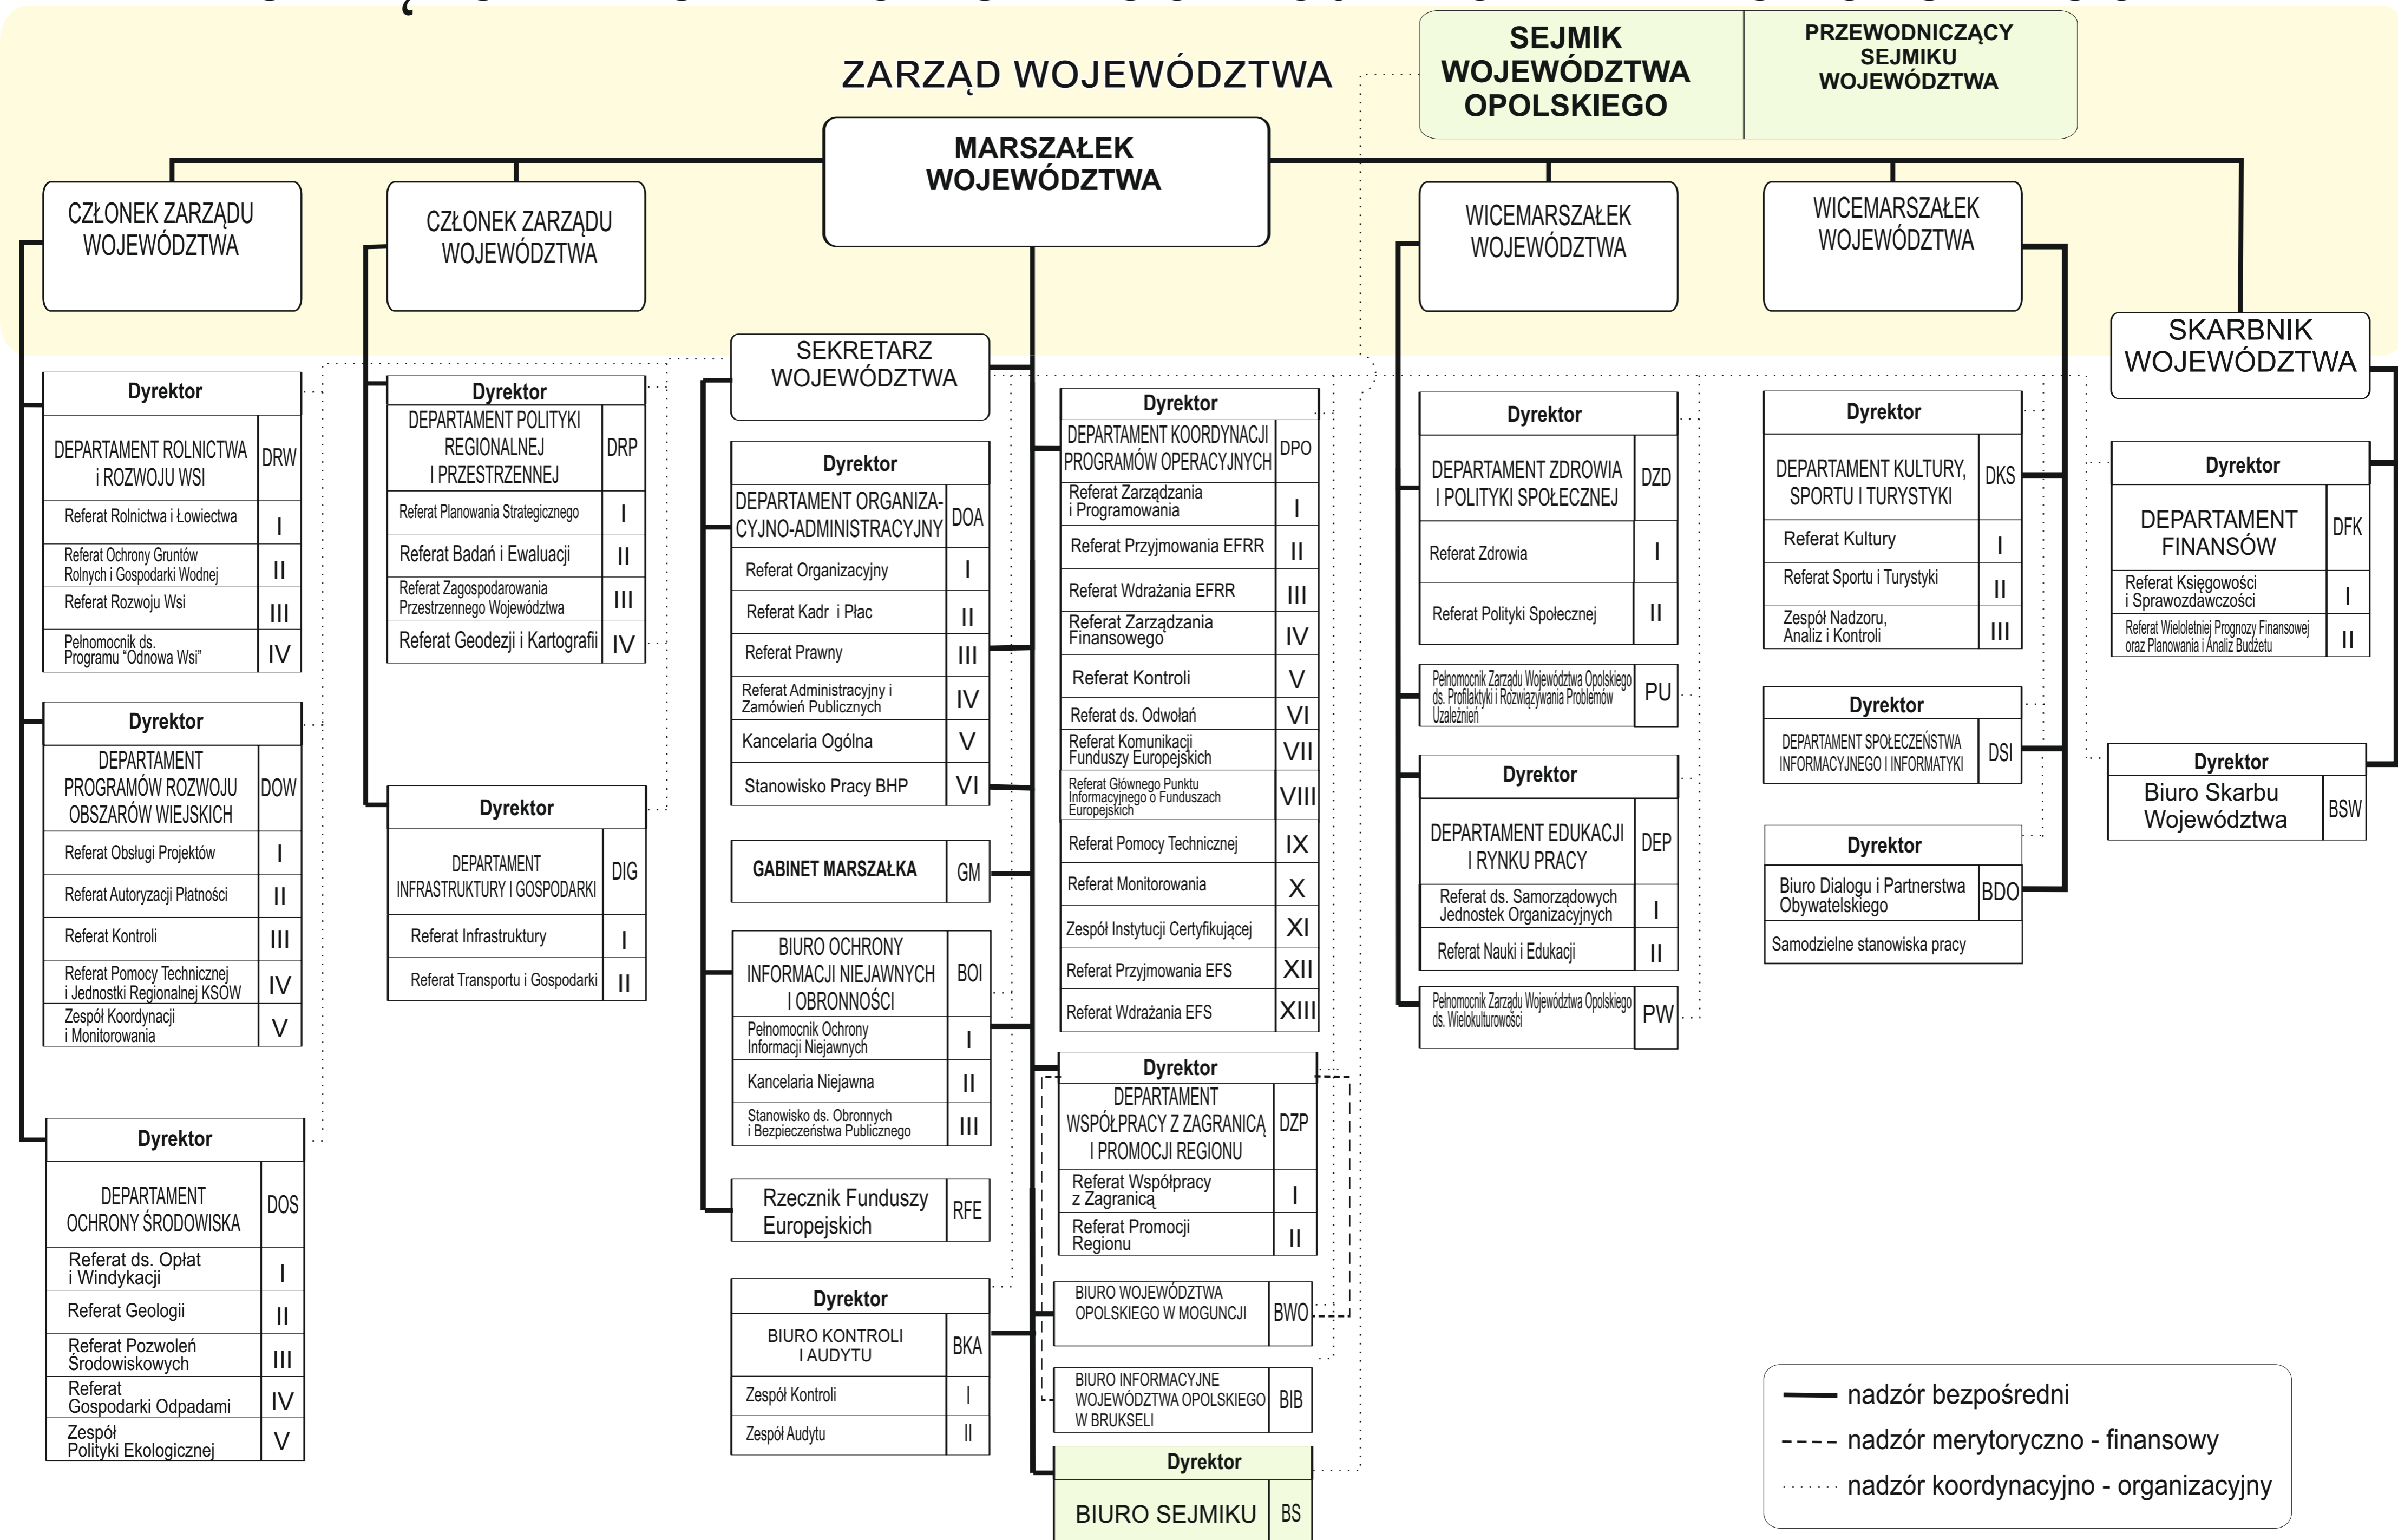 ZARZĄD WOJEWÓDZTWA
SEJMIK
WOJEWÓDZTWA
OPOLSKIEGO
PRZEWODNICZĄCY
SEJMIKU
WOJEWÓDZTWA
MARSZAŁEK
WOJEWÓDZTWA
CZŁONEK ZARZĄDU
WOJEWÓDZTWA
CZŁONEK ZARZĄDU
WOJEWÓDZTWA
WICEMARSZAŁEK
WOJEWÓDZTWA
WICEMARSZAŁEK
WOJEWÓDZTWA
SKARBNIK
WOJEWÓDZTWA
SEKRETARZ
WOJEWÓDZTWA
Dyrektor
DEPARTAMENT ROLNICTWA
i ROZWOJU WSI
DRW
Referat Rolnictwa i Łowiectwa
I
Referat Ochrony Gruntów
Rolnych i Gospodarki Wodnej
II
Referat Rozwoju Wsi
III
Pełnomocnik ds.
Programu “Odnowa Wsi”
IV
Dyrektor
DEPARTAMENT
PROGRAMÓW ROZWOJU
OBSZARÓW WIEJSKICH
DOW
Referat Obsługi Projektów
I
Referat Autoryzacji Płatności
II
Referat Kontroli
III
Referat Pomocy Technicznej
i Jednostki Regionalnej KSOW
IV
Zespół Koordynacji
i Monitorowania
V
Dyrektor
DEPARTAMENT
OCHRONY ŚRODOWISKA
DOS
Referat ds. Opłat
i Windykacji
I
Referat Geologii
II
Referat Pozwoleń
Środowiskowych
III
Referat
Gospodarki Odpadami
IV
Zespół
Polityki Ekologicznej
V
Dyrektor
DEPARTAMENT POLITYKI
REGIONALNEJ
I PRZESTRZENNEJ
DRP
Referat Planowania Strategicznego
I
Referat Badań i Ewaluacji
II
Referat Zagospodarowania
Przestrzennego Województwa
III
Referat Geodezji i Kartografii
IV
Dyrektor
DEPARTAMENT
INFRASTRUKTURY I GOSPODARKI
DIG
Referat Infrastruktury
I
Referat Transportu i Gospodarki
II
Dyrektor
DEPARTAMENT ORGANIZA-
CYJNO-ADMINISTRACYJNY
DOA
Referat Organizacyjny
I
Referat Kadr i Płac
II
Referat Prawny
III
Referat Administracyjny i
Zamówień Publicznych
IV
Kancelaria Ogólna
V
Stanowisko Pracy BHP
VI
GABINET MARSZAŁKA
GM
BIURO OCHRONY
INFORMACJI NIEJAWNYCH
I OBRONNOŚCI
BOI
Pełnomocnik Ochrony
Informacji Niejawnych
I
Kancelaria Niejawna
II
Stanowisko ds. Obronnych
i Bezpieczeństwa Publicznego
III
Rzecznik Funduszy
Europejskich
RFE
Dyrektor
BIURO KONTROLI
I AUDYTU
BKA
Zespół Kontroli
I
Zespół Audytu
II
Dyrektor
DEPARTAMENT KOORDYNACJI
PROGRAMÓW OPERACYJNYCH
DPO
Referat Zarządzania
i Programowania
I
Referat Przyjmowania EFRR
II
Referat Wdrażania EFRR
III
Referat Zarządzania
Finansowego
IV
Referat Kontroli
V
Referat ds. Odwołań
VI
Referat Komunikacji
Funduszy Europejskich
VII
Referat Głównego Punktu
Informacyjnego o Funduszach
Europejskich
VIII
Referat Pomocy Technicznej
IX
Referat Monitorowania
X
Zespół Instytucji Certyfikującej
XI
Referat Przyjmowania EFS
XII
Referat Wdrażania EFS
XIII
Dyrektor
DEPARTAMENT
WSPÓŁPRACY Z ZAGRANICĄ
I PROMOCJI REGIONU
DZP
Referat Współpracy
z Zagranicą
I
Referat Promocji
Regionu
II
BIURO WOJEWÓDZTWA
OPOLSKIEGO W MOGUNCJI
BWO
BIURO INFORMACYJNE
WOJEWÓDZTWA OPOLSKIEGO
W BRUKSELI
BIB
Dyrektor
BIURO SEJMIKU
BS
Dyrektor
DEPARTAMENT ZDROWIA
I POLITYKI SPOŁECZNEJ
DZD
Referat Zdrowia
I
Referat Polityki Społecznej
II
Pełnomocnik Zarządu Województwa Opolskiego
ds. Profilaktyki i Rozwiązywania Problemów
Uzależnień
PU
Dyrektor
DEPARTAMENT EDUKACJI
I RYNKU PRACY
DEP
Referat ds. Samorządowych
Jednostek Organizacyjnych
I
Referat Nauki i Edukacji
II
Pełnomocnik Zarządu Województwa Opolskiego
ds. Wielokulturowości
PW
Dyrektor
DEPARTAMENT KULTURY,
SPORTU I TURYSTYKI
DKS
Referat Kultury
I
Referat Sportu i Turystyki
II
Zespół Nadzoru,
Analiz i Kontroli
III
Dyrektor
DEPARTAMENT SPOŁECZEŃSTWA
INFORMACYJNEGO I INFORMATYKI
DSI
Dyrektor
Biuro Dialogu i Partnerstwa
Obywatelskiego
BDO
Samodzielne stanowiska pracy
Dyrektor
DEPARTAMENT
FINANSÓW
DFK
Referat Księgowości
i Sprawozdawczości
I
Referat Wieloletniej Prognozy Finansowej
oraz Planowania i Analiz Budżetu
II
Dyrektor
Biuro Skarbu
Województwa
BSW
nadzór bezpośredni
nadzór merytoryczno - finansowy
nadzór koordynacyjno - organizacyjny